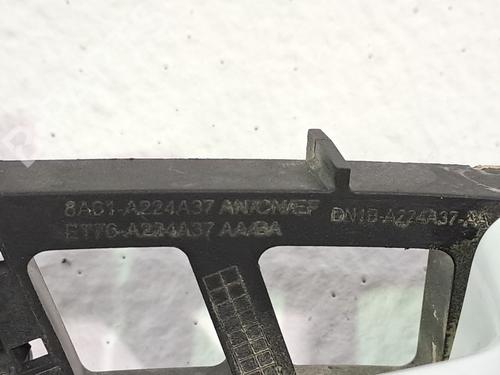 8A61-A224A37 AN/CN/EF
ET76-A224A37 AA/BA
DN1B-A224A37-AA